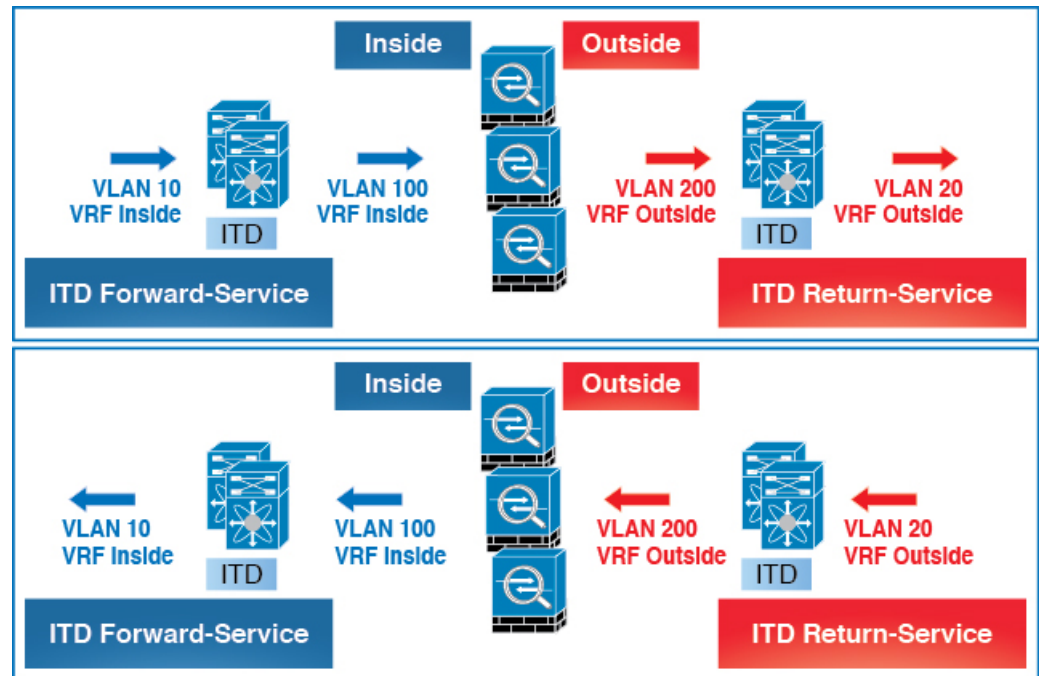 Inside
Outside
VLAN 10
VRF Inside
VLAN 100
VRF Inside
VLAN 200
VRF Outside
VLAN 20
VRF Outside
ITD
ITD
ITD Forward-Service
ITD Return-Service
Inside
Outside
VLAN 10
VRF Inside
VLAN 100
VRF Inside
VLAN 200
VRF Outside
VLAN 20
VRF Outside
ITD
ITD
ITD Forward-Service
ITD Return-Service